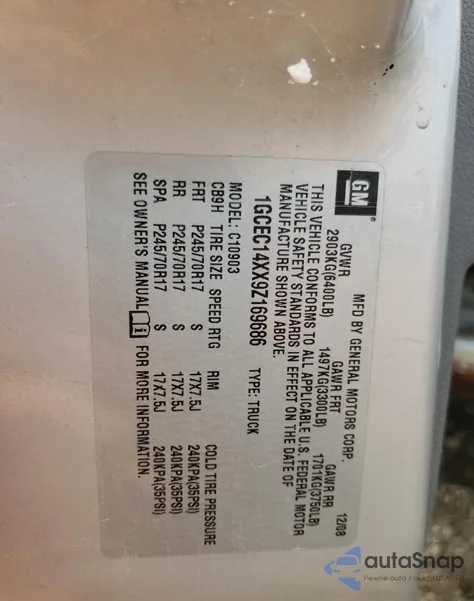 GM
MFD BY GENERAL MOTORS CORP. 12/08
GVWR GAWR FRT GAWR RR
2903KG(6400LB) 1497KG(3300LB) 1701KG(3750LB)
THIS VEHICLE CONFORMS TO ALL APPLICABLE U.S. FEDERAL MOTOR
VEHICLE SAFETY STANDARDS IN EFFECT ON THE DATE OF
MANUFACTURE SHOWN ABOVE.
1GCEC14XX9Z169686 TYPE: TRUCK
MODEL: C10903
CB9H TIRE SIZE SPEED RTG RIM COLD TIRE PRESSURE
FRT P245/70R17 S 17X7.5J 240KPA(35PSI)
RR P245/70R17 S 17X7.5J 240KPA(35PSI)
SPA P245/70R17 S 17X7.5J 240KPA(35PSI)
SEE OWNER'S MANUAL FOR MORE INFORMATION.
autaSnap
Pewne auta z aukcji